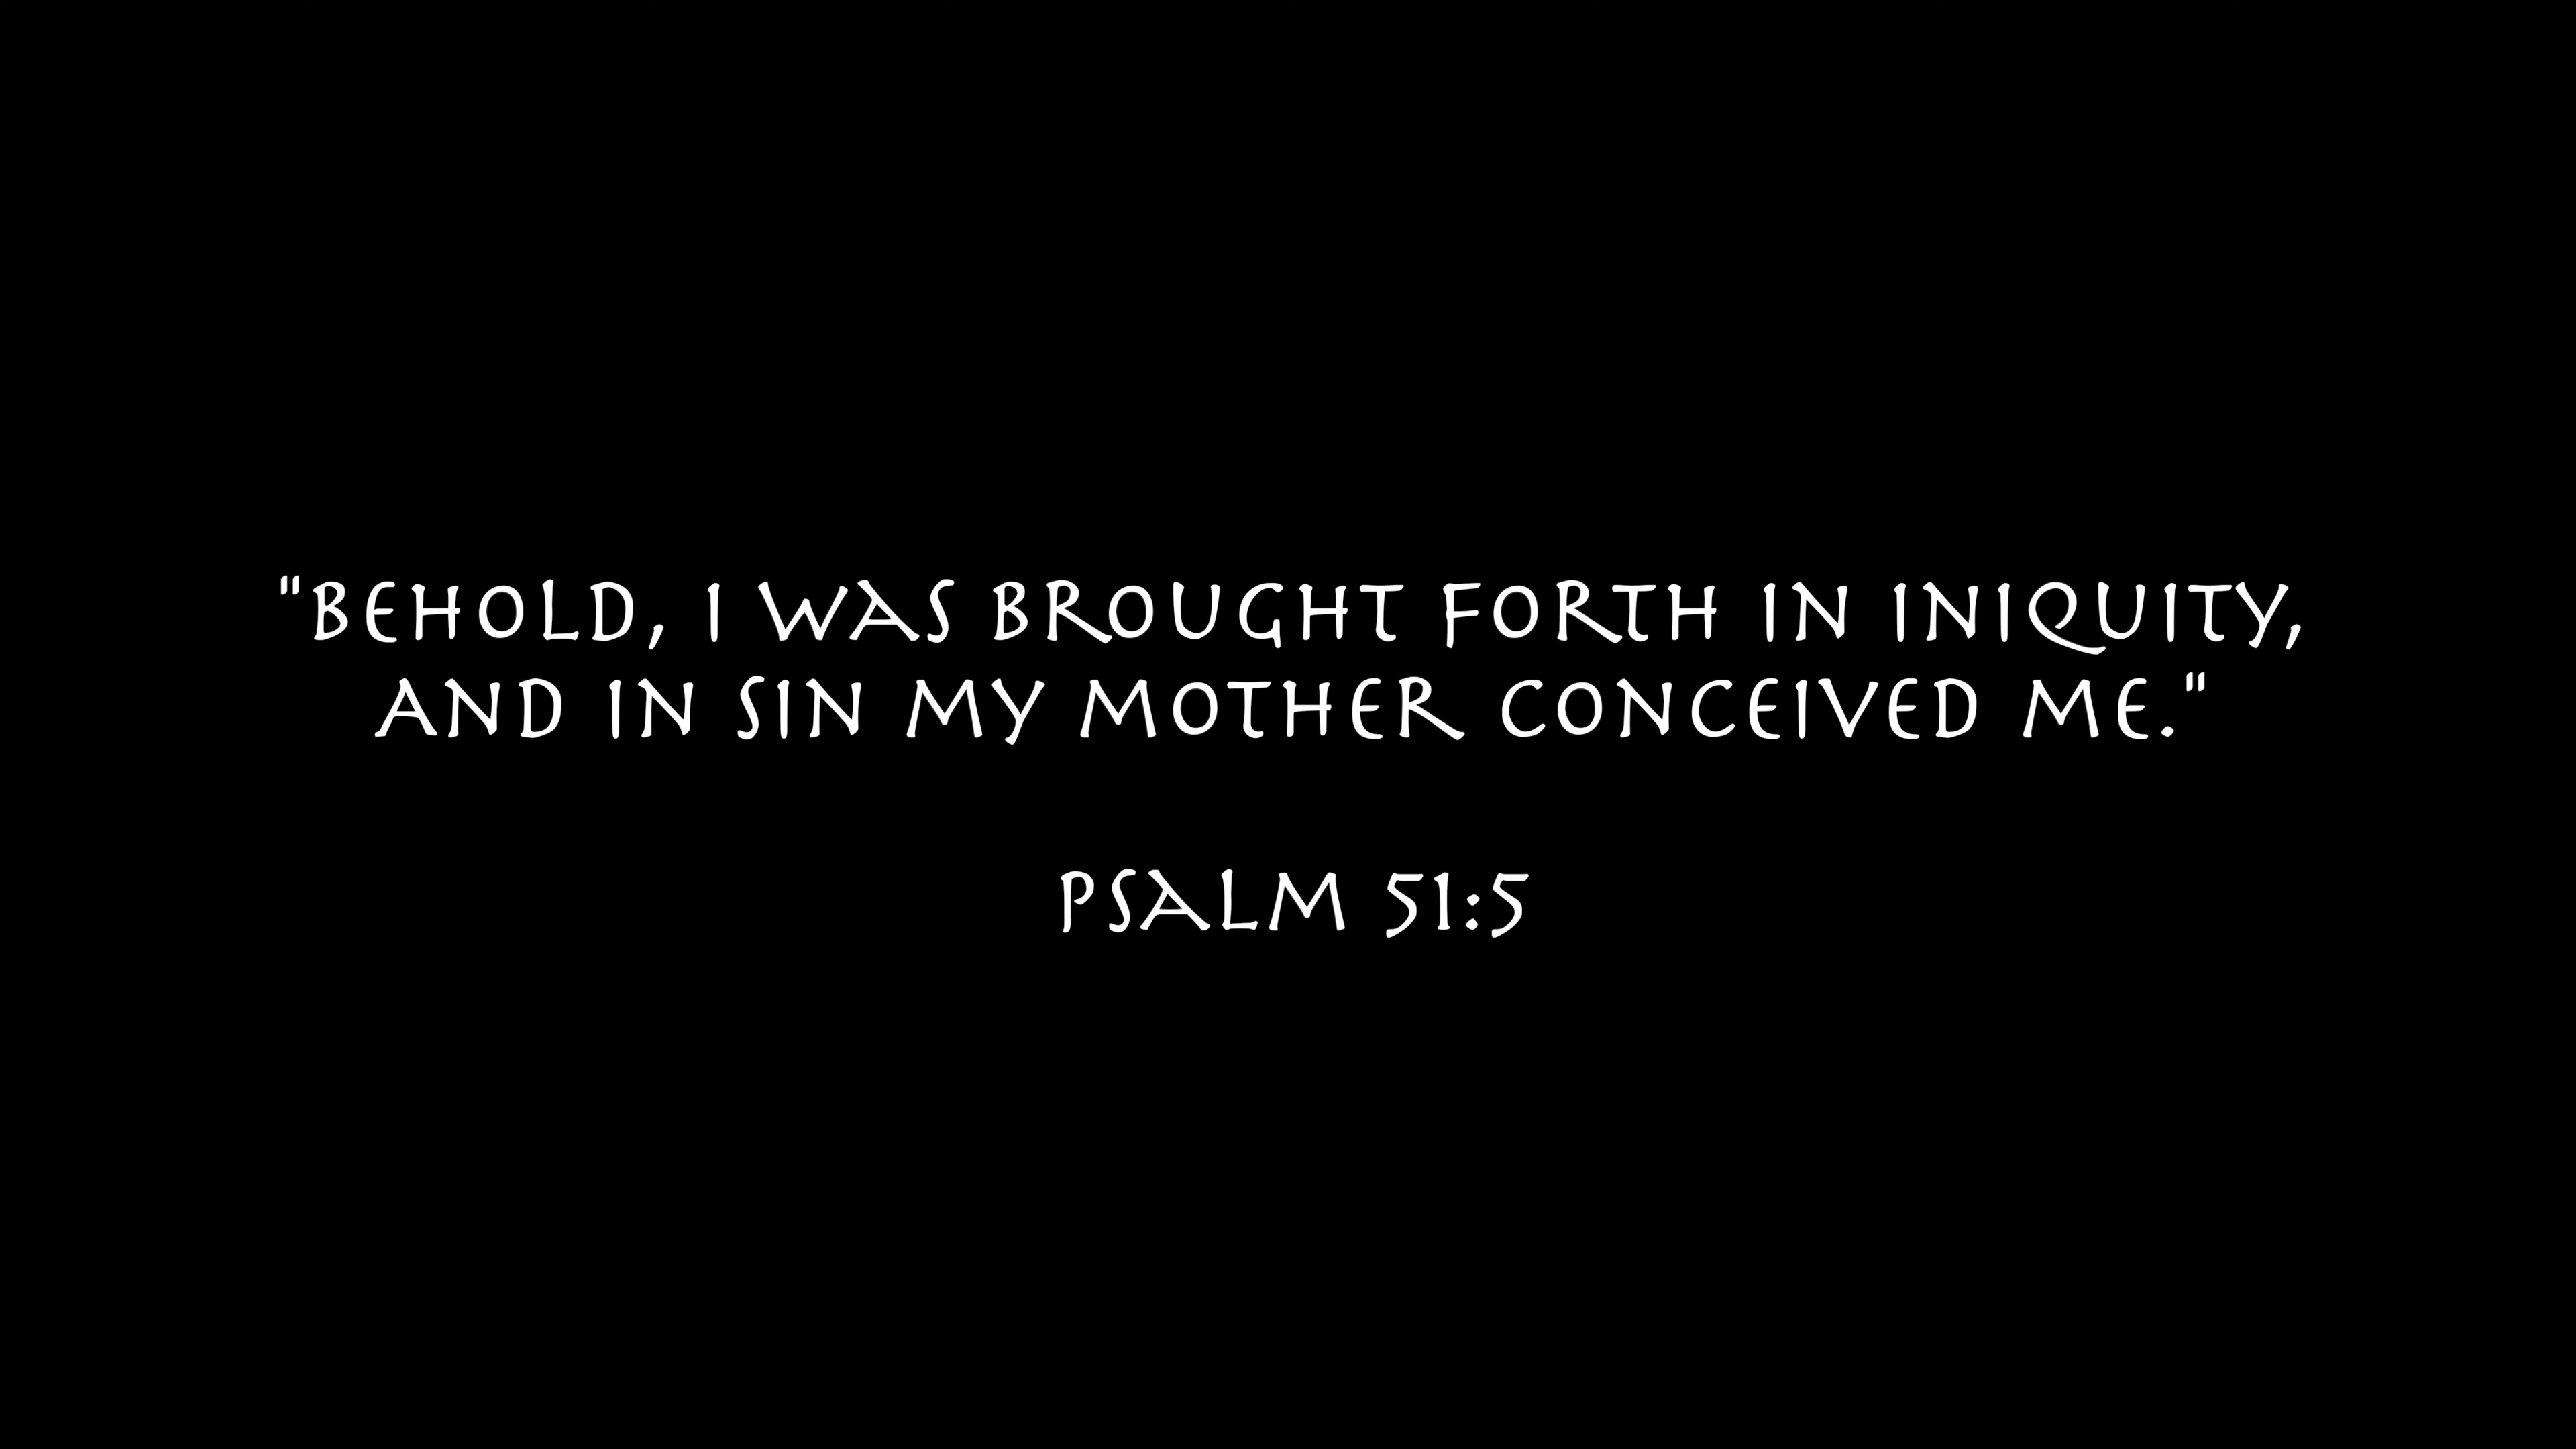 "BEHOLD, I WAS BROUGHT FORTH IN INIQUITY,
AND IN SIN MY MOTHER CONCEIVED ME."
PSALM 51:5